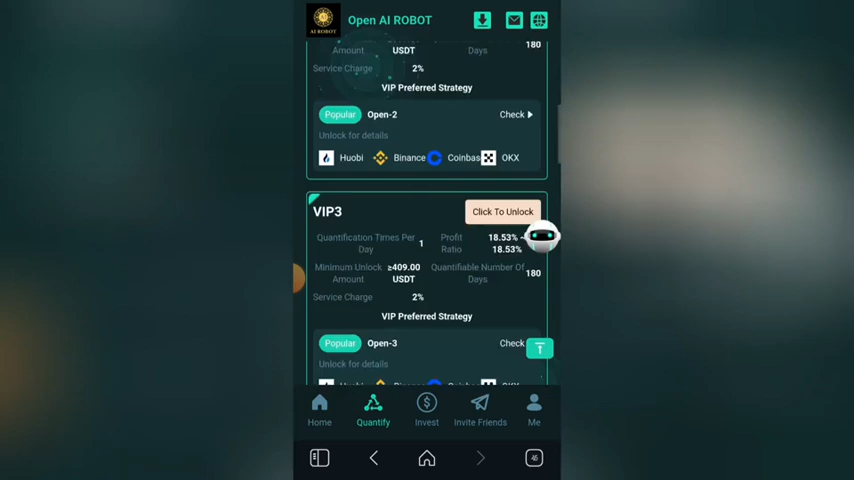 AI ROBOT
Open AI ROBOT
Amount USDT Days 180
Service Charge 2%
VIP Preferred Strategy
Popular Open-2 Check
Unlock for details
Huobi Binance Coinbas OKX
VIP3 Click To Unlock
Quantification Times Per Day 1 Profit Ratio 18.53% ~ 18.53%
Minimum Unlock Amount ≥409.00 USDT Quantifiable Number Of Days 180
Service Charge 2%
VIP Preferred Strategy
Popular Open-3 Check
Unlock for details
Home Quantify Invest Invite Friends Me